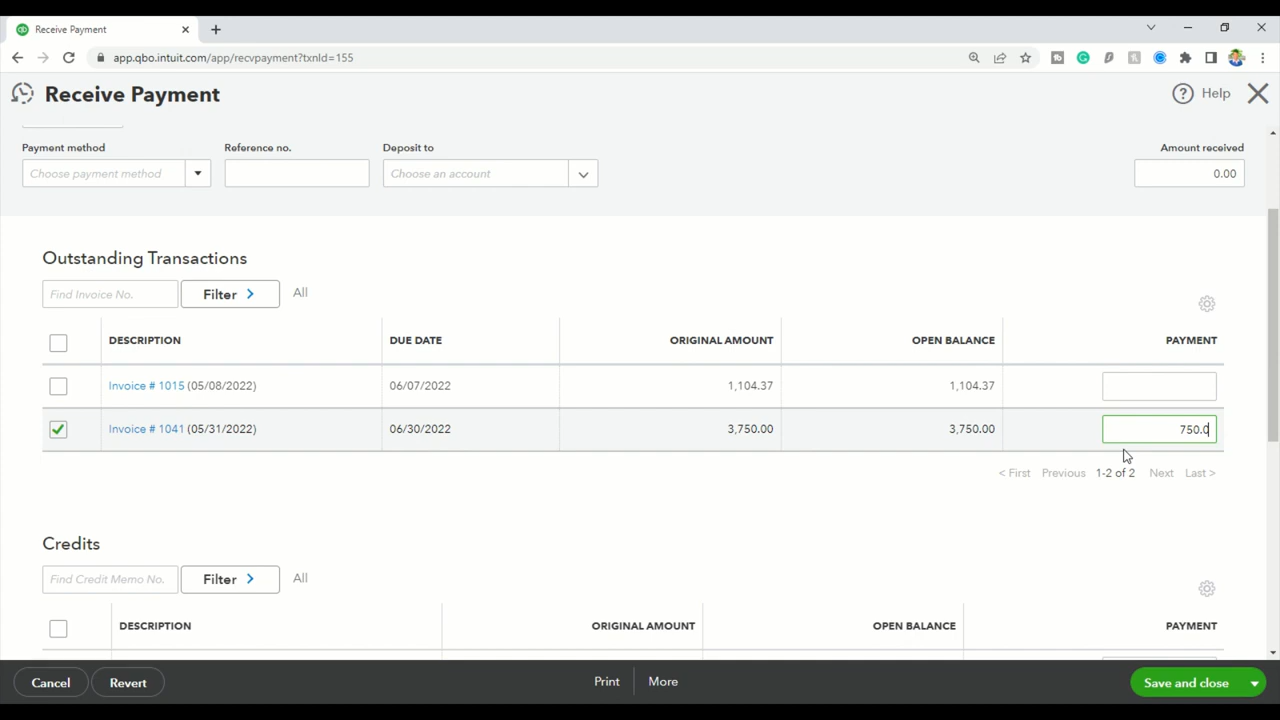 Receive Payment
app.qbo.intuit.com/app/recvpayment?txnId=155
Receive Payment
Help
Payment method
Reference no.
Deposit to
Amount received
Choose payment method
Choose an account
0.00
Outstanding Transactions
Find Invoice No.
Filter
All
DESCRIPTION
DUE DATE
ORIGINAL AMOUNT
OPEN BALANCE
PAYMENT
Invoice # 1015 (05/08/2022)
06/07/2022
1,104.37
1,104.37
Invoice # 1041 (05/31/2022)
06/30/2022
3,750.00
3,750.00
750.0
< First
Previous
1-2 of 2
Next
Last >
Credits
Find Credit Memo No.
Filter
All
DESCRIPTION
ORIGINAL AMOUNT
OPEN BALANCE
PAYMENT
Cancel
Revert
Print
More
Save and close